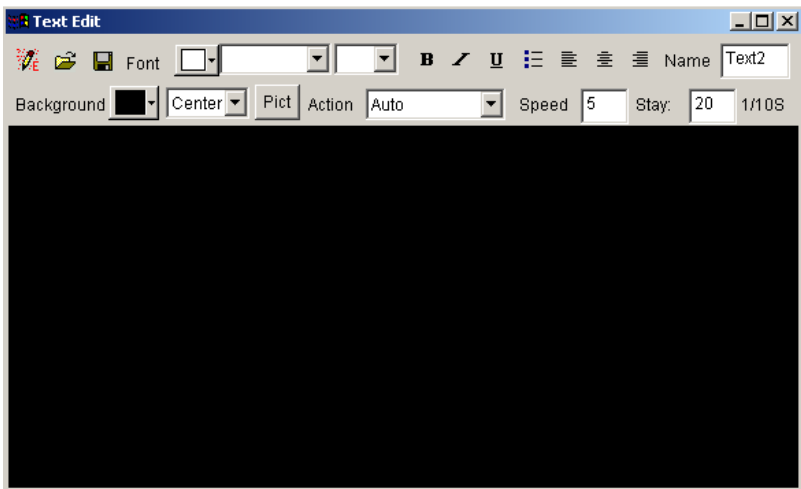 Text Edit
E Font B I U Name Text2
Background Center Pict Action Auto Speed 5 Stay: 20 1/10S